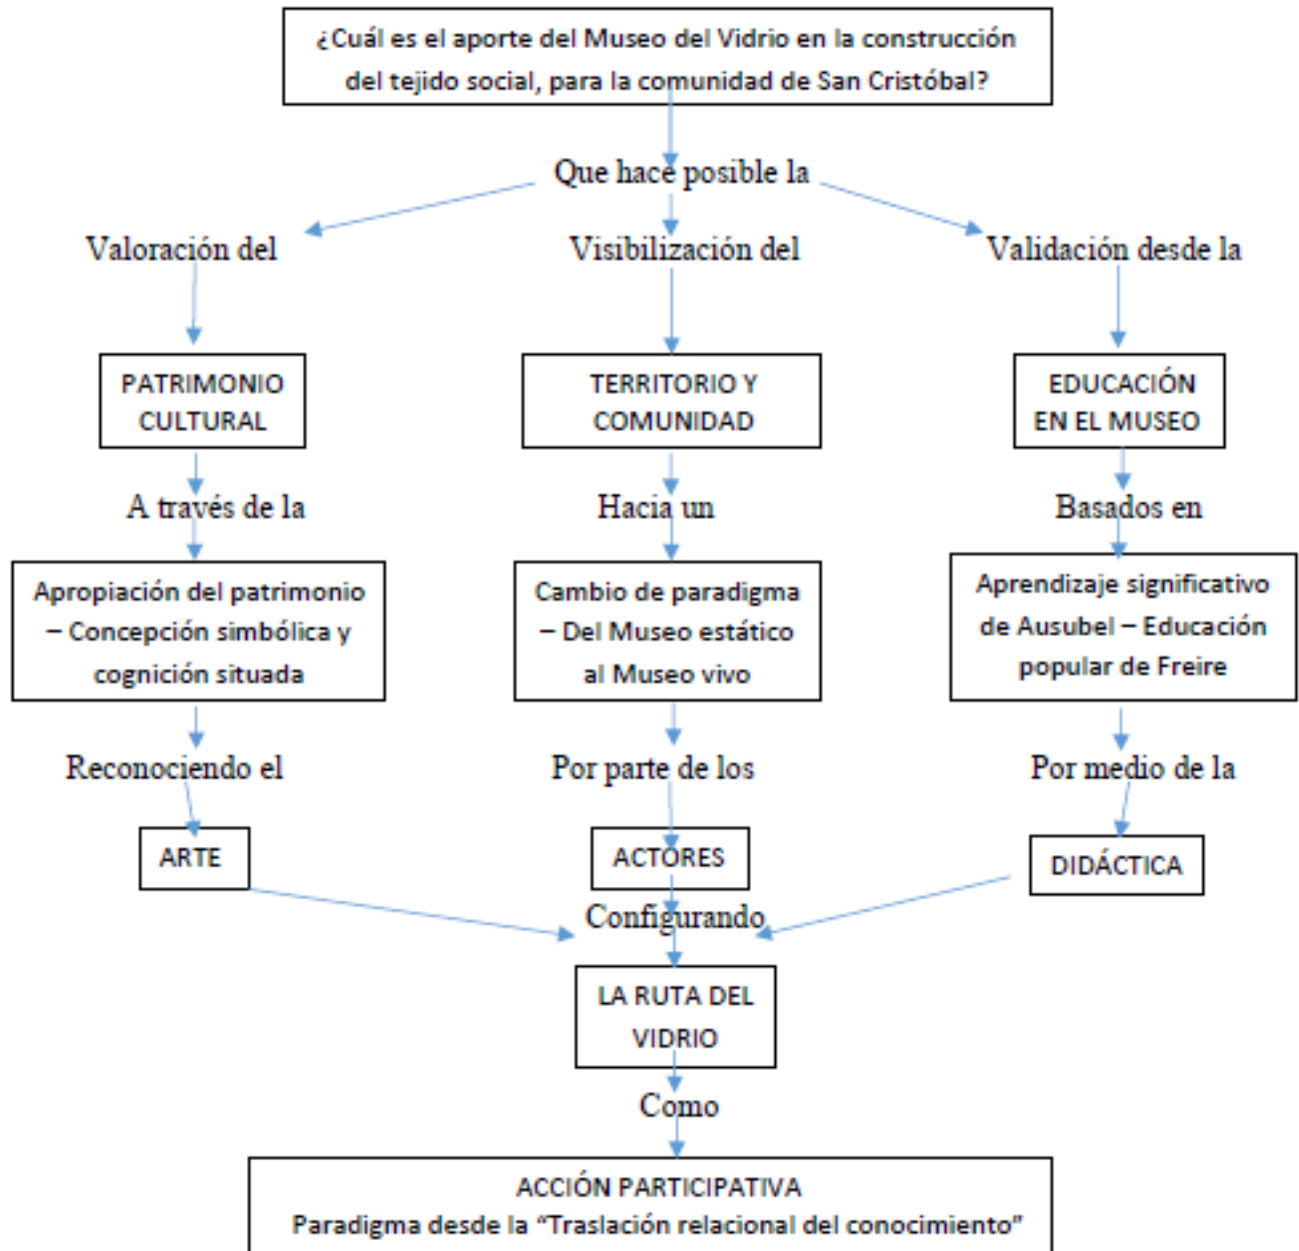 ¿Cuál es el aporte del Museo del Vidrio en la construcción
del tejido social, para la comunidad de San Cristóbal?
Que hace posible la
Valoración del
Visibilización del
Validación desde la
PATRIMONIO
CULTURAL
TERRITORIO Y
COMUNIDAD
EDUCACIÓN
EN EL MUSEO
A través de la
Hacia un
Basados en
Apropiación del patrimonio
– Concepción simbólica y
cognición situada
Cambio de paradigma
– Del Museo estático
al Museo vivo
Aprendizaje significativo
de Ausubel – Educación
popular de Freire
Reconociendo el
Por parte de los
Por medio de la
ARTE
ACTORES
DIDÁCTICA
Configurando
LA RUTA DEL
VIDRIO
Como
ACCIÓN PARTICIPATIVA
Paradigma desde la “Traslación relacional del conocimiento”